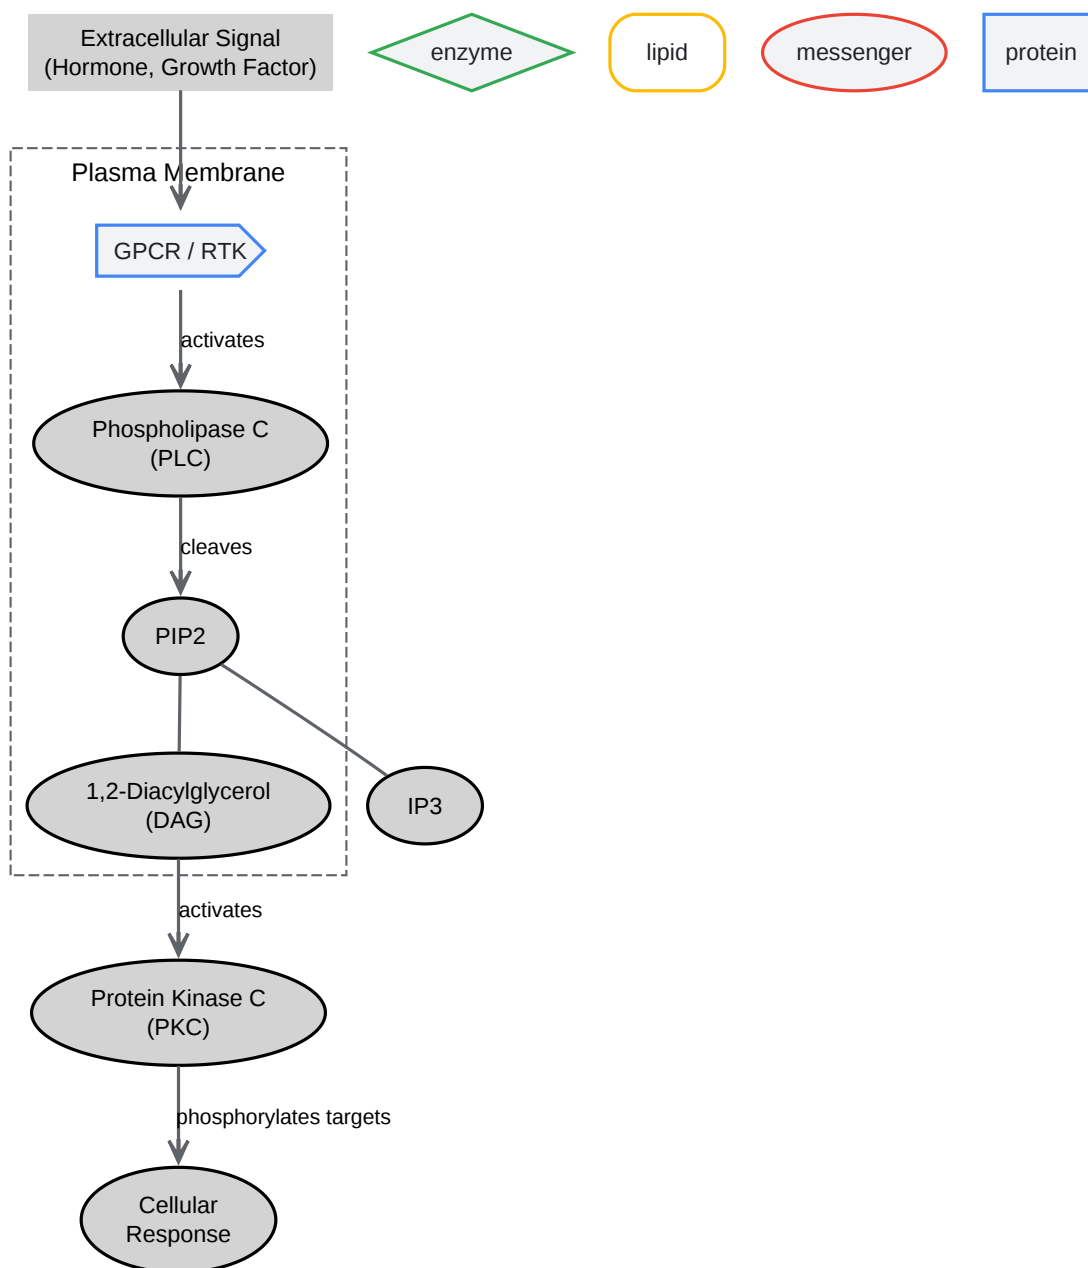 Extracellular Signal
(Hormone, Growth Factor)
enzyme
lipid
messenger
protein
Plasma Membrane
GPCR / RTK
activates
Phospholipase C
(PLC)
cleaves
PIP2
1,2-Diacylglycerol
(DAG)
IP3
activates
Protein Kinase C
(PKC)
phosphorylates targets
Cellular
Response